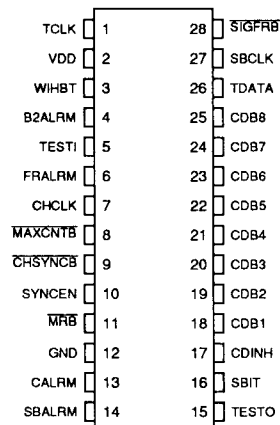 TCLK 1 28 SIGFRB
VDD 2 27 SBCLK
WIHBT 3 26 TDATA
B2ALRM 4 25 CDB8
TESTI 5 24 CDB7
FRALRM 6 23 CDB6
CHCLK 7 22 CDB5
MAXCNTB 8 21 CDB4
CHSYNCB 9 20 CDB3
SYNCEN 10 19 CDB2
MRB 11 18 CDB1
GND 12 17 CDINH
CALRM 13 16 SBIT
SBALRM 14 15 TESTO